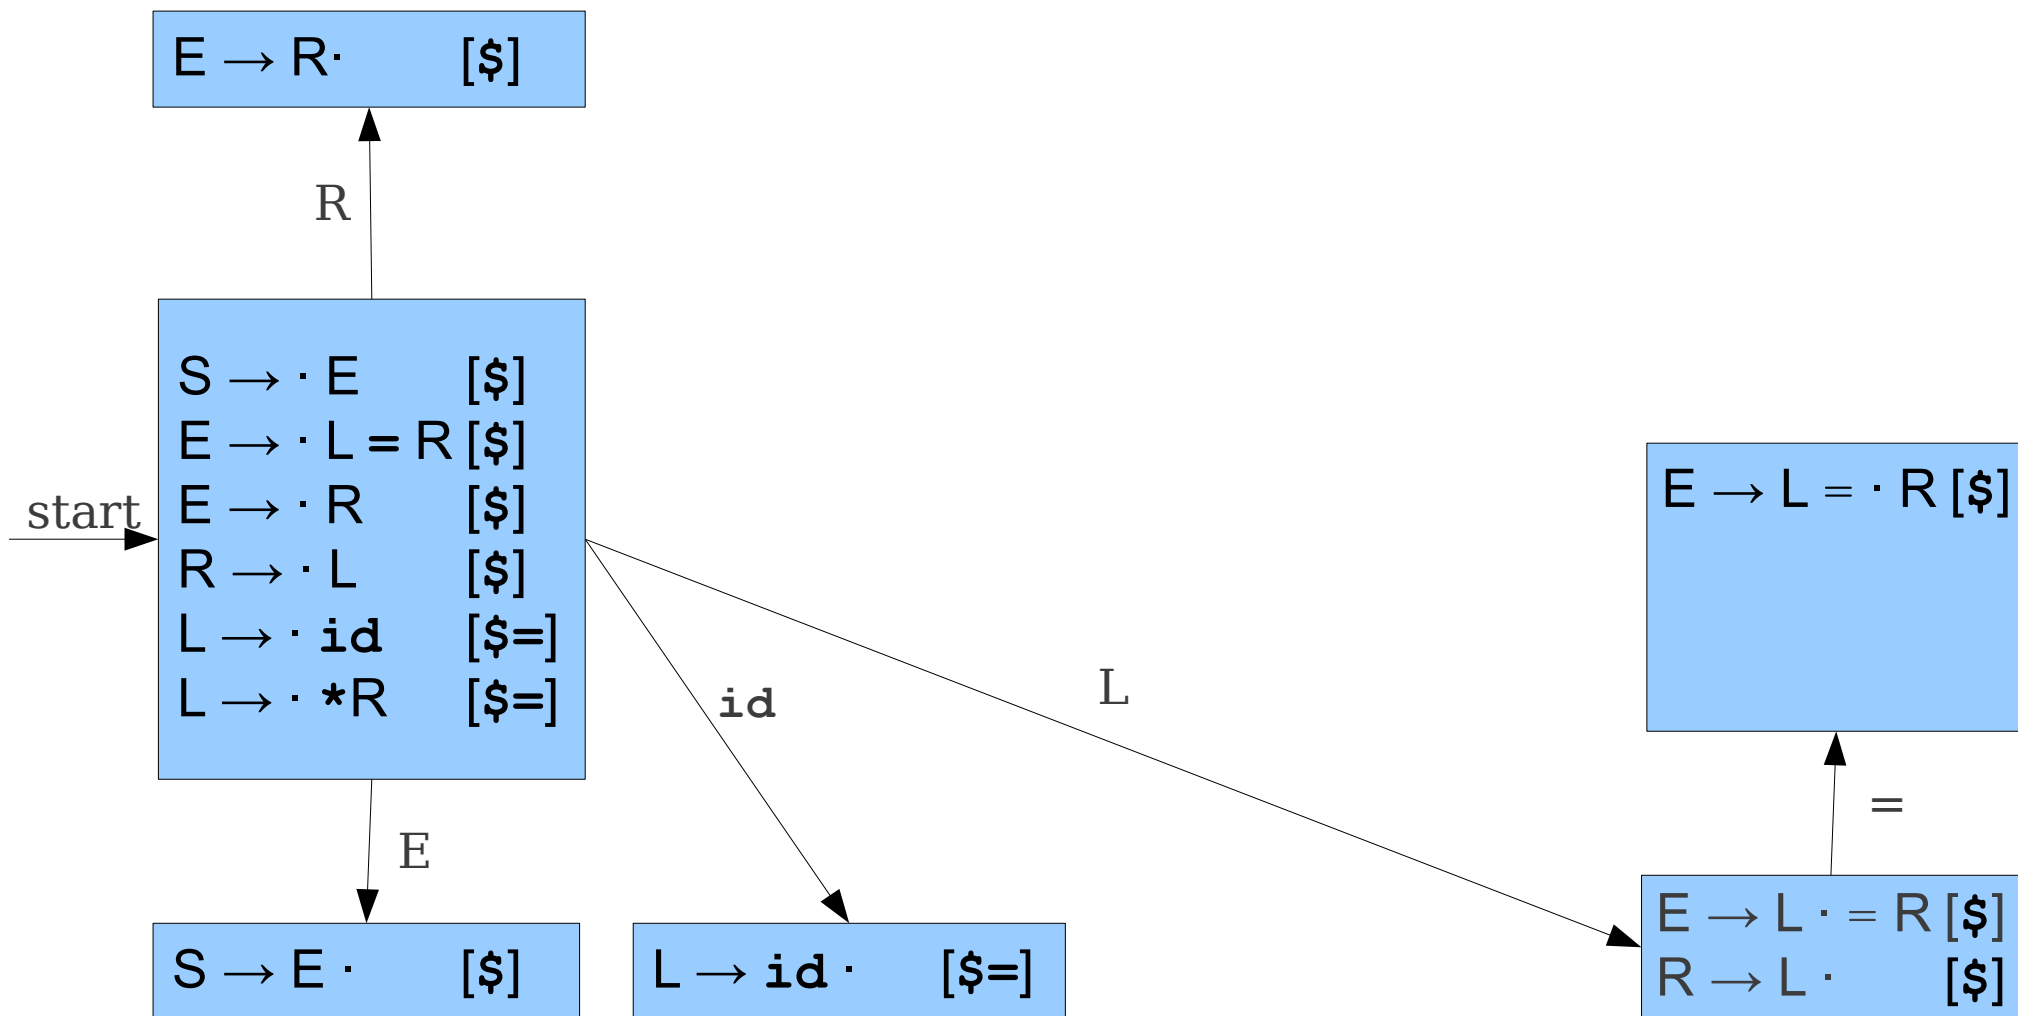 E → R· [$]
R
S → · E [$]
E → · L = R [$]
E → · R [$]
R → · L [$]
L → · id [$=]
L → · *R [$=]
start
E → L = · R [$]
id
L
=
E
S → E · [$]
L → id · [$=]
E → L · = R [$]
R → L · [$]